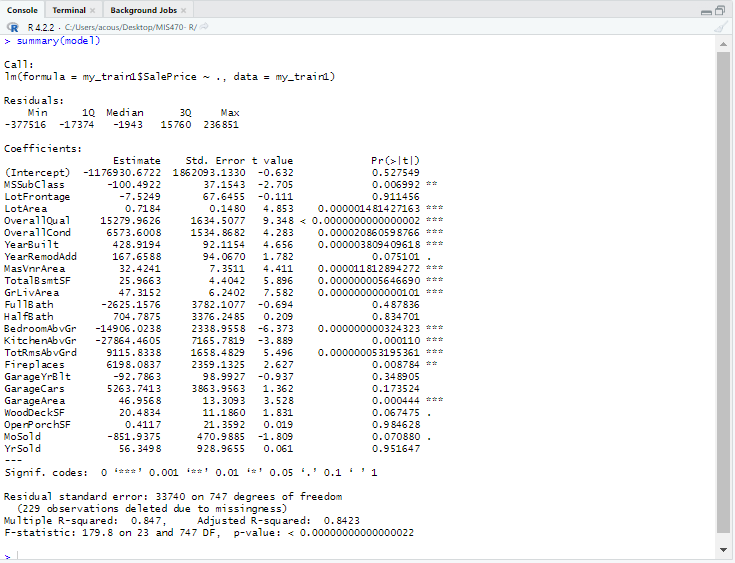 Console Terminal × Background Jobs ×
R 4.2.2 · C:/Users/acous/Desktop/MIS470- R/
> summary(model)
Call:
lm(formula = my_train1$SalePrice ~ ., data = my_train1)
Residuals:
Min 1Q Median 3Q Max
-377516 -17374 -1943 15760 236851
Coefficients:
Estimate Std. Error t value Pr(>|t|)
(Intercept) -1176930.6722 1862093.1330 -0.632 0.527549
MSSubClass -100.4922 37.1543 -2.705 0.006992 **
LotFrontage -7.5249 67.6455 -0.111 0.911456
LotArea 0.7184 0.1480 4.853 0.000001481427163 ***
OverallQual 15279.9626 1634.5077 9.348 < 0.0000000000000002 ***
OverallCond 6573.6008 1534.8682 4.283 0.000020860598766 ***
YearBuilt 428.9194 92.1154 4.656 0.000003809409618 ***
YearRemodAdd 167.6588 94.0670 1.782 0.075101 .
MasVnrArea 32.4241 7.3511 4.411 0.000011812894272 ***
TotalBsmtSF 25.9663 4.4042 5.896 0.000000005646690 ***
GrLivArea 47.3152 6.2402 7.582 0.000000000000101 ***
FullBath -2625.1576 3782.1077 -0.694 0.487836
HalfBath 704.7875 3376.2485 0.209 0.834701
BedroomAbvGr -14906.0238 2338.9558 -6.373 0.000000000324323 ***
KitchenAbvGr -27864.4605 7165.7819 -3.889 0.000110 ***
TotRmsAbvGrd 9115.8338 1658.4829 5.496 0.000000053195361 ***
Fireplaces 6198.0837 2359.1325 2.627 0.008784 **
GarageYrBlt -92.7863 98.9927 -0.937 0.348905
GarageCars 5263.7413 3863.9563 1.362 0.173524
GarageArea 46.9568 13.3093 3.528 0.000444 ***
WoodDeckSF 20.4834 11.1860 1.831 0.067475 .
OpenPorchSF 0.4117 21.3592 0.019 0.984628
MoSold -851.9375 470.9885 -1.809 0.070880 .
YrSold 56.3498 928.9655 0.061 0.951647
---
Signif. codes: 0 ‘***’ 0.001 ‘**’ 0.01 ‘*’ 0.05 ‘.’ 0.1 ‘ ’ 1
Residual standard error: 33740 on 747 degrees of freedom
(229 observations deleted due to missingness)
Multiple R-squared: 0.847, Adjusted R-squared: 0.8423
F-statistic: 179.8 on 23 and 747 DF, p-value: < 0.00000000000000022
>